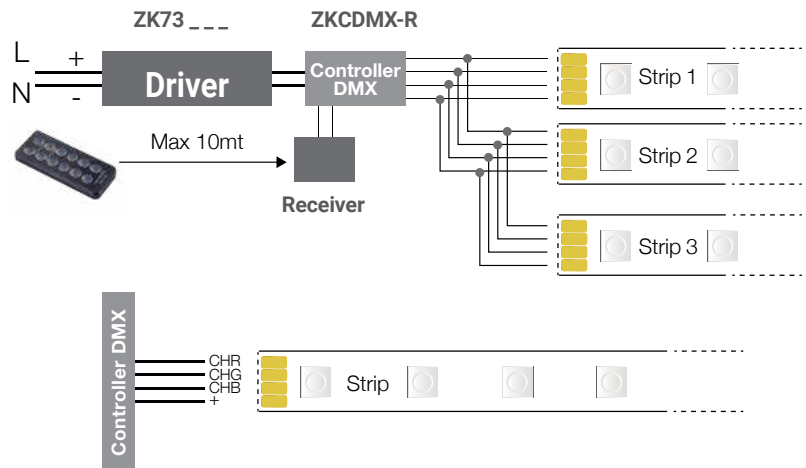 ZK73 _ _ _ ZKCDMX-R
L +
N -
Driver
Controller
DMX
Strip 1
Max 10mt
Receiver
Strip 2
Strip 3
Controller DMX
CHR
CHG
CHB
+
Strip